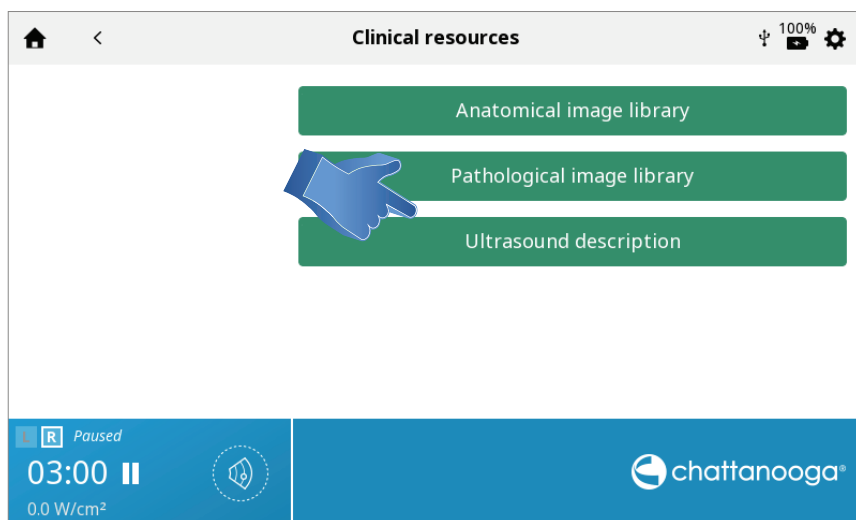 Clinical resources
100%
Anatomical image library
Pathological image library
Ultrasound description
L R Paused
03:00
0.0 W/cm²
chattanooga®